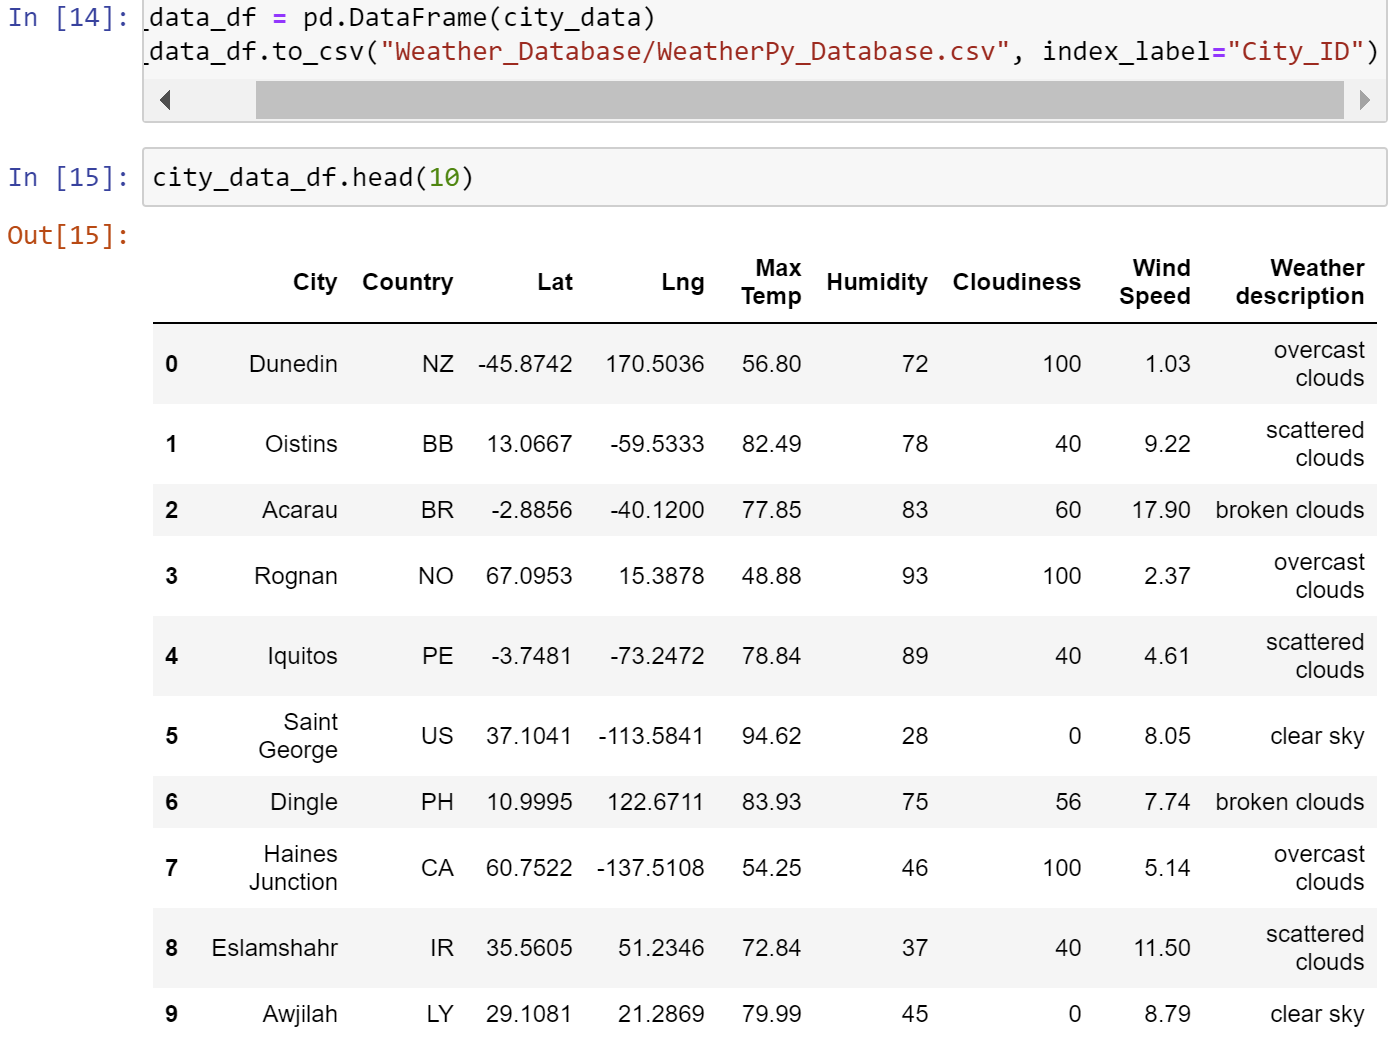 In [14]: _data_df = pd.DataFrame(city_data)
_data_df.to_csv("Weather_Database/WeatherPy_Database.csv", index_label="City_ID")
In [15]: city_data_df.head(10)
Out[15]:
City Country Lat Lng Max Temp Humidity Cloudiness Wind Speed Weather description
0 Dunedin NZ -45.8742 170.5036 56.80 72 100 1.03 overcast clouds
1 Oistins BB 13.0667 -59.5333 82.49 78 40 9.22 scattered clouds
2 Acarau BR -2.8856 -40.1200 77.85 83 60 17.90 broken clouds
3 Rognan NO 67.0953 15.3878 48.88 93 100 2.37 overcast clouds
4 Iquitos PE -3.7481 -73.2472 78.84 89 40 4.61 scattered clouds
5 Saint George US 37.1041 -113.5841 94.62 28 0 8.05 clear sky
6 Dingle PH 10.9995 122.6711 83.93 75 56 7.74 broken clouds
7 Haines Junction CA 60.7522 -137.5108 54.25 46 100 5.14 overcast clouds
8 Eslamshahr IR 35.5605 51.2346 72.84 37 40 11.50 scattered clouds
9 Awjilah LY 29.1081 21.2869 79.99 45 0 8.79 clear sky